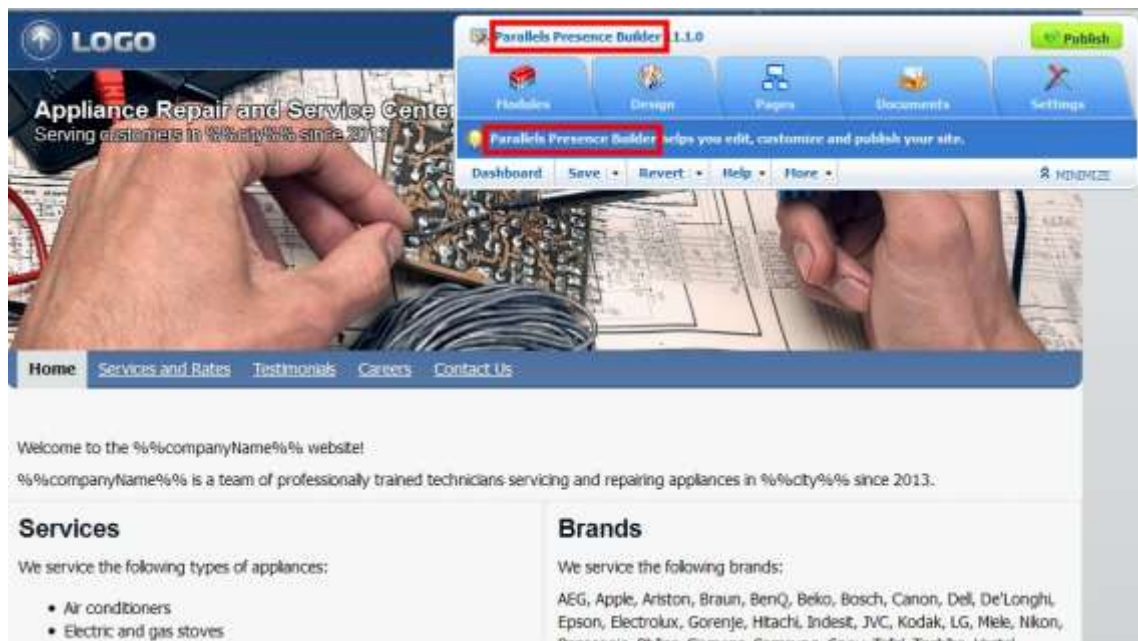 LOGO
Parallels Presence Builder 11.1.0
Publish
Modules
Design
Pages
Documents
Settings
Parallels Presence Builder helps you edit, customize and publish your site.
Dashboard Save Revert Help More MINIMIZE
Appliance Repair and Service Center
Serving customers in %%city%% since 2013
Home Services and Rates Testimonials Careers Contact Us
Welcome to the %%companyName%% website!
%%companyName%% is a team of professionally trained technicians servicing and repairing appliances in %%city%% since 2013.
Services
We service the following types of appliances:
• Air conditioners
• Electric and gas stoves
Brands
We service the following brands:
AEG, Apple, Ariston, Braun, BenQ, Beko, Bosch, Canon, Dell, De'Longhi,
Epson, Electrolux, Gorenje, Hitachi, Indesit, JVC, Kodak, LG, Miele, Nikon,